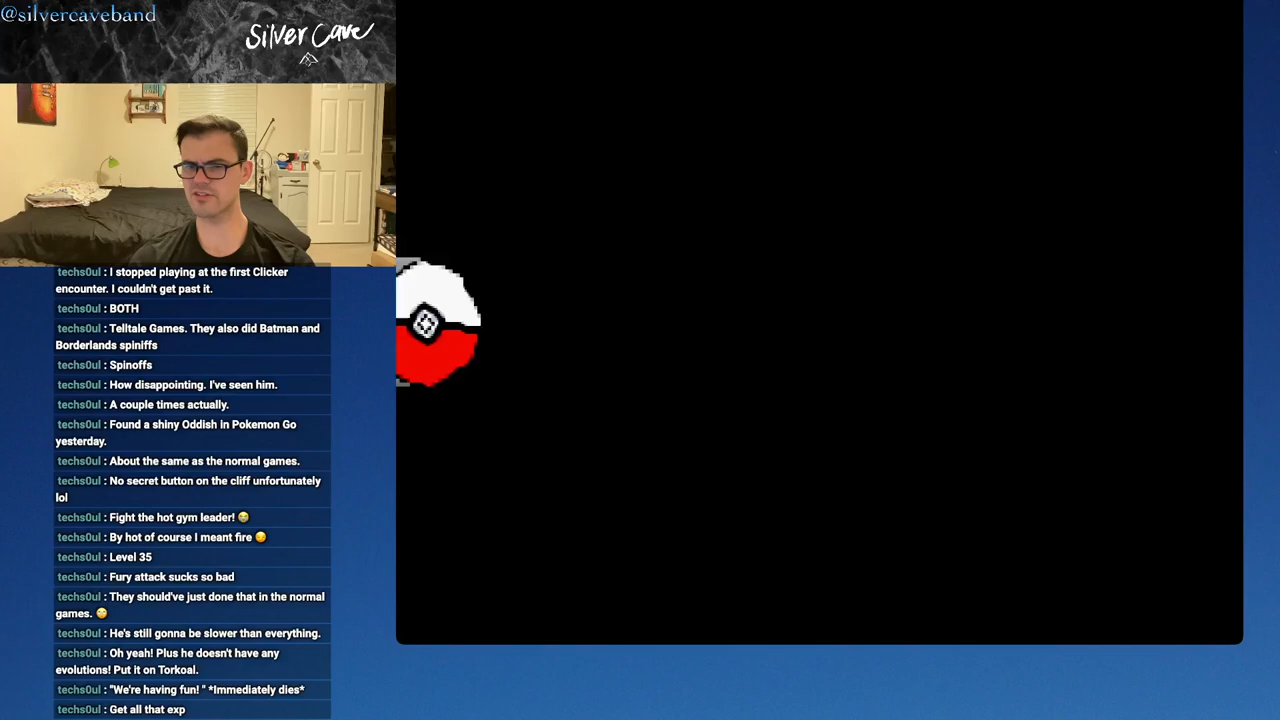 @silvercaveband
Silver Cave
techs0ul : I stopped playing at the first Clicker
encounter. I couldn't get past it.
techs0ul : BOTH
techs0ul : Telltale Games. They also did Batman and
Borderlands spiniffs
techs0ul : Spinoffs
techs0ul : How disappointing. I've seen him.
techs0ul : A couple times actually.
techs0ul : Found a shiny Oddish in Pokemon Go
yesterday.
techs0ul : About the same as the normal games.
techs0ul : No secret button on the cliff unfortunately
lol
techs0ul : Fight the hot gym leader! 😭
techs0ul : By hot of course I meant fire 😏
techs0ul : Level 35
techs0ul : Fury attack sucks so bad
techs0ul : They should've just done that in the normal
games. 🙄
techs0ul : He's still gonna be slower than everything.
techs0ul : Oh yeah! Plus he doesn't have any
evolutions! Put it on Torkoal.
techs0ul : "We're having fun! " *Immediately dies*
techs0ul : Get all that exp